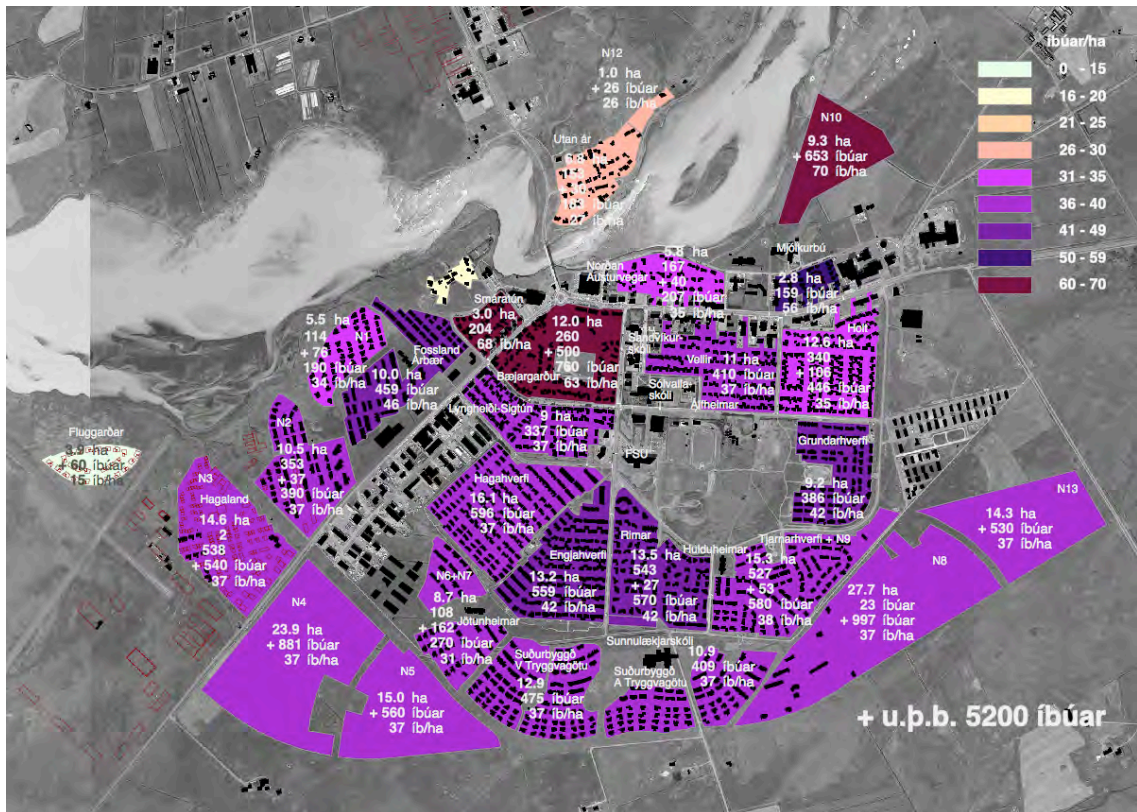 N12
1.0 ha
+ 26 íbúar
26 íb/ha
Utan ár
6.8 ha
íbúar
íbúar/ha
0 - 15
16 - 20
21 - 25
26 - 30
31 - 35
36 - 40
41 - 49
50 - 59
60 - 70
N10
9.3 ha
+ 653 íbúar
70 íb/ha
Norðan
Austurvegar
5.8 ha
167
+ 40
207 íbúar
35 íb/ha
Mjólkurbú
2.8 ha
159 íbúar
56 íb/ha
Smáratún
3.0 ha
204
68 íb/ha
Bæjargarður
12.0 ha
260
+ 500
760 íbúar
63 íb/ha
Sandvíkur-
skóli
Sólvalla-
skóli
Vellir
Álfheimar
11 ha
410 íbúar
37 íb/ha
Holt
12.6 ha
340
+ 106
446 íbúar
35 íb/ha
N1
5.5 ha
114
+ 76
190 íbúar
34 íb/ha
Fossland
Árbær
10.0 ha
459 íbúar
46 íb/ha
Lyngheiði-Sigtún
9 ha
337 íbúar
37 íb/ha
FSU
Grundarhverfi
9.2 ha
386 íbúar
42 íb/ha
N2
10.5 ha
353
+ 37
390 íbúar
37 íb/ha
Fluggarðar
3.9 ha
+ 60 íbúar
15 íb/ha
N3
Hagaland
14.6 ha
2
538
+ 540 íbúar
37 íb/ha
Hagahverfi
16.1 ha
596 íbúar
37 íb/ha
Engjahverfi
13.2 ha
559 íbúar
42 íb/ha
Rimar
13.5 ha
543
+ 27
570 íbúar
42 íb/ha
Hulduheimar
Tjarnarhverfi + N9
15.3 ha
527
+ 53
580 íbúar
38 íb/ha
N13
14.3 ha
+ 530 íbúar
37 íb/ha
N8
27.7 ha
23 íbúar
+ 997 íbúar
37 íb/ha
N6+N7
8.7 ha
108
+ 162
270 íbúar
31 íb/ha
Jötunheimar
N4
23.9 ha
+ 881 íbúar
37 íb/ha
N5
15.0 ha
+ 560 íbúar
37 íb/ha
Suðurbyggð
V Tryggvagötu
12.9
475 íbúar
37 íb/ha
Sunnulækjarskóli
Suðurbyggð
A Tryggvagötu
10.9
409 íbúar
37 íb/ha
+ u.þ.b. 5200 íbúar